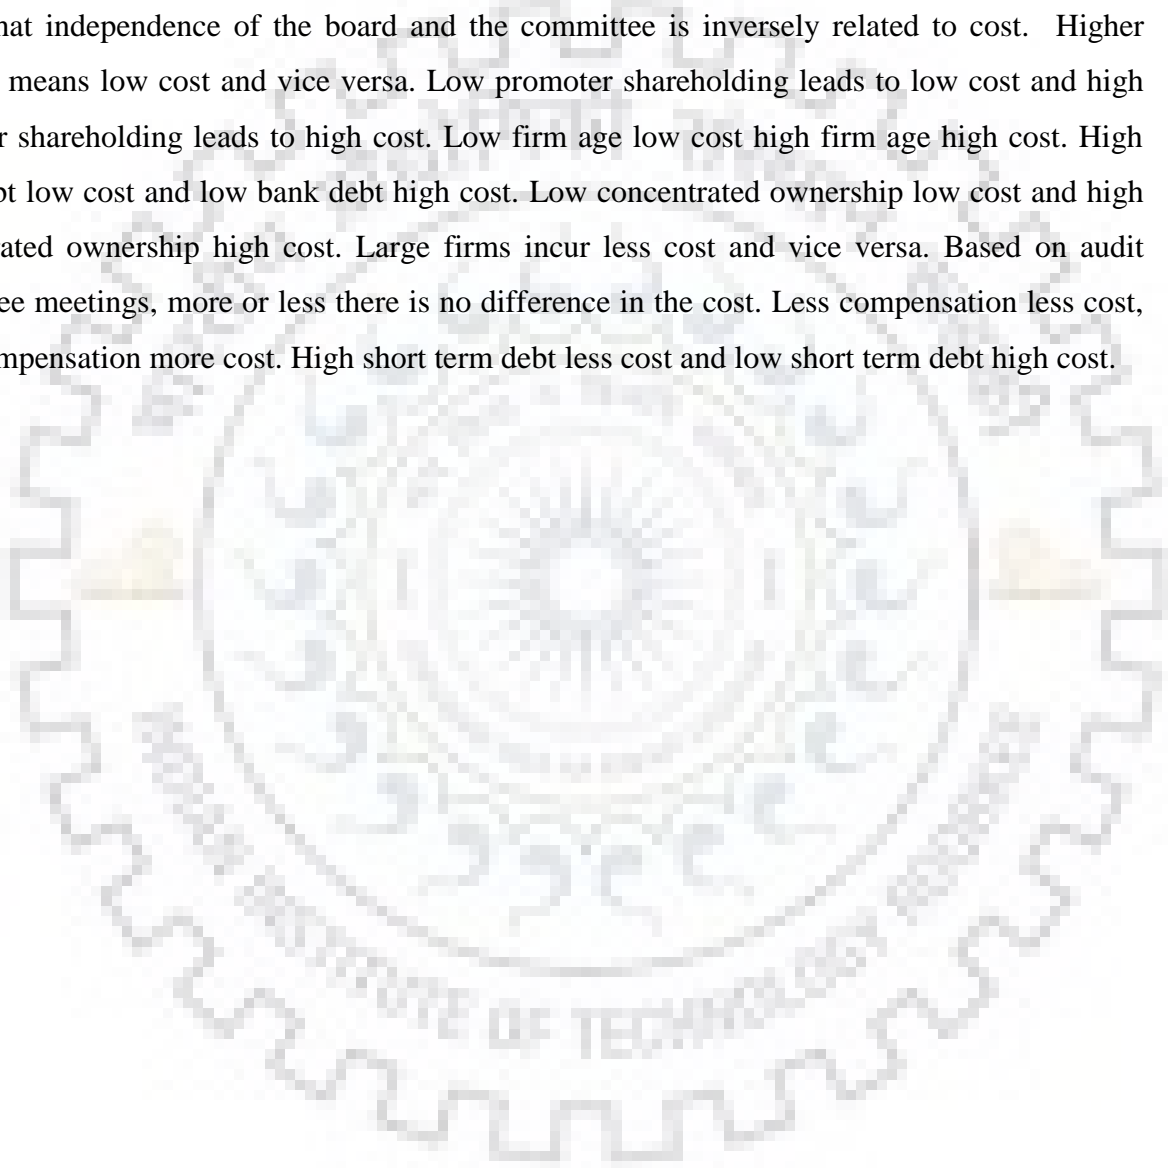 hat independence of the board and the committee is inversely related to cost. Higher
means low cost and vice versa. Low promoter shareholding leads to low cost and high
r shareholding leads to high cost. Low firm age low cost high firm age high cost. High
bt low cost and low bank debt high cost. Low concentrated ownership low cost and high
rated ownership high cost. Large firms incur less cost and vice versa. Based on audit
ee meetings, more or less there is no difference in the cost. Less compensation less cost,
mpensation more cost. High short term debt less cost and low short term debt high cost.
INSTITUTE OF TECHNOLOGY